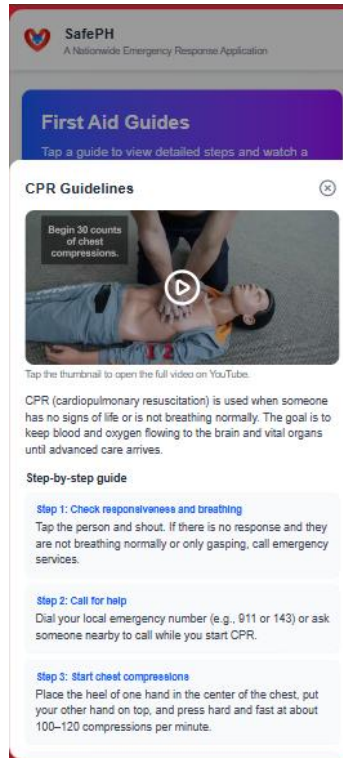 SafePH
A Nationwide Emergency Response Application
First Aid Guides
Tap a guide to view detailed steps and watch a
CPR Guidelines
Begin 30 counts
of chest
compressions.
Tap the thumbnail to open the full video on YouTube.
CPR (cardiopulmonary resuscitation) is used when someone
has no signs of life or is not breathing normally. The goal is to
keep blood and oxygen flowing to the brain and vital organs
until advanced care arrives.
Step-by-step guide
Step 1: Check responsiveness and breathing
Tap the person and shout. If there is no response and they
are not breathing normally or only gasping, call emergency
services.
Step 2: Call for help
Dial your local emergency number (e.g., 911 or 143) or ask
someone nearby to call while you start CPR.
Step 3: Start chest compressions
Place the heel of one hand in the center of the chest, put
your other hand on top, and press hard and fast at about
100–120 compressions per minute.